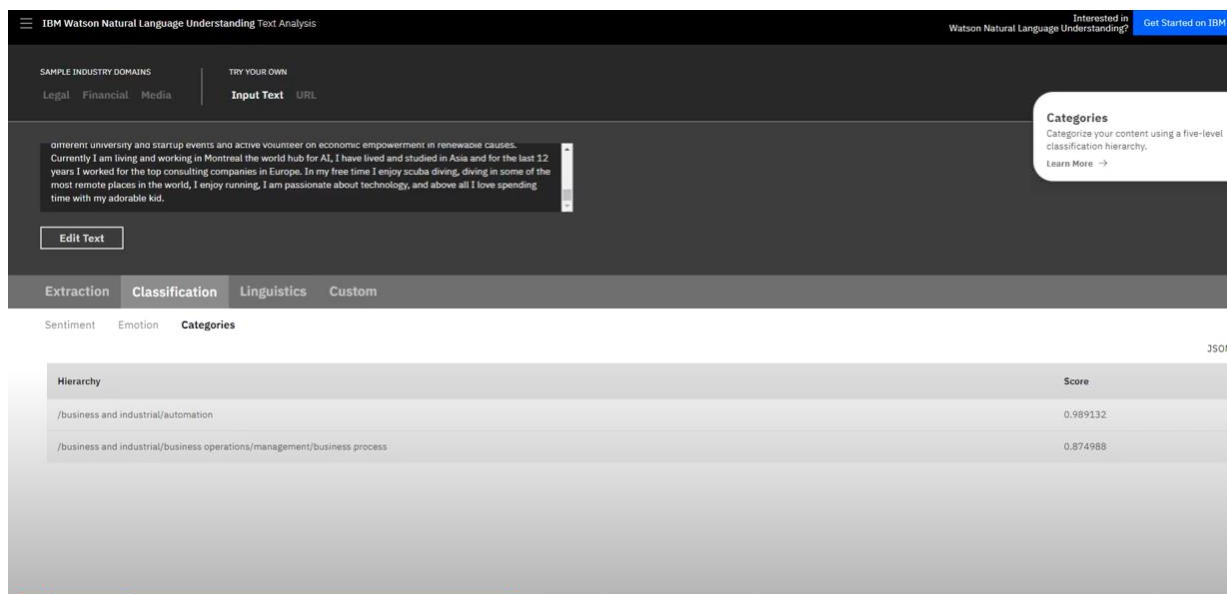 IBM Watson Natural Language Understanding Text Analysis
Interested in
Watson Natural Language Understanding?
Get Started on IBM
SAMPLE INDUSTRY DOMAINS
TRY YOUR OWN
Legal Financial Media
Input Text URL
Categories
Categorize your content using a five-level
classification hierarchy.
Learn More →
different university and startup events and active volunteer on economic empowerment in renewable causes.
Currently I am living and working in Montreal the world hub for AI, I have lived and studied in Asia and for the last 12
years I worked for the top consulting companies in Europe. In my free time I enjoy scuba diving, diving in some of the
most remote places in the world, I enjoy running, I am passionate about technology, and above all I love spending
time with my adorable kid.
Edit Text
Extraction Classification Linguistics Custom
Sentiment Emotion Categories
JSON
Hierarchy Score
/business and industrial/automation 0.989132
/business and industrial/business operations/management/business process 0.874988